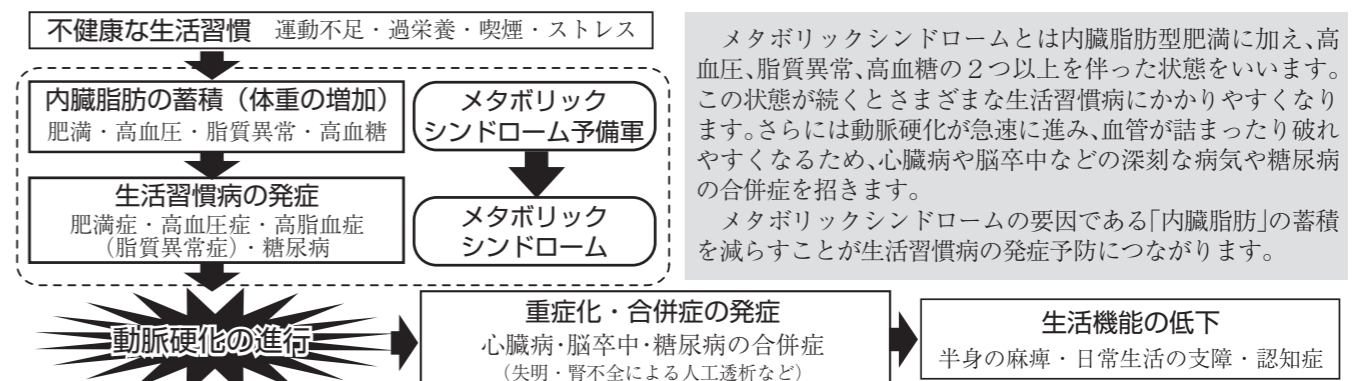 不健康な生活習慣　運動不足・過栄養・喫煙・ストレス
内臓脂肪の蓄積（体重の増加）
肥満・高血圧・脂質異常・高血糖
メタボリック
シンドローム予備軍
生活習慣病の発症
肥満症・高血圧症・高脂血症
（脂質異常症）・糖尿病
メタボリック
シンドローム
メタボリックシンドロームとは内臓脂肪型肥満に加え、高
血圧、脂質異常、高血糖の２つ以上を伴った状態をいいます。
この状態が続くとさまざまな生活習慣病にかかりやすくなり
ます。さらには動脈硬化が急速に進み、血管が詰まったり破れ
やすくなるため、心臓病や脳卒中などの深刻な病気や糖尿病
の合併症を招きます。
メタボリックシンドロームの要因である「内臓脂肪」の蓄積
を減らすことが生活習慣病の発症予防につながります。
動脈硬化の進行
重症化・合併症の発症
心臓病・脳卒中・糖尿病の合併症
（失明・腎不全による人工透析など）
生活機能の低下
半身の麻痺・日常生活の支障・認知症